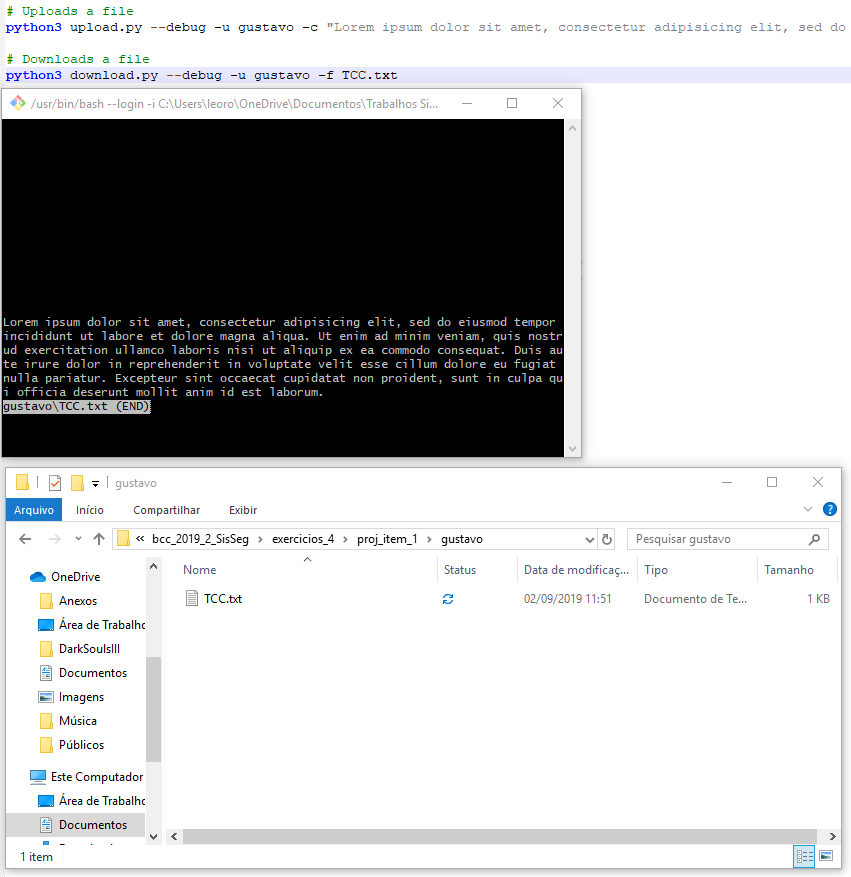 # Uploads a file
python3 upload.py --debug -u gustavo -c "Lorem ipsum dolor sit amet, consectetur adipisicing elit, sed do
# Downloads a file
python3 download.py --debug -u gustavo -f TCC.txt
/usr/bin/bash --login -i C:\Users\leoro\OneDrive\Documentos\Trabalhos Si...
Lorem ipsum dolor sit amet, consectetur adipisicing elit, sed do eiusmod tempor
incididunt ut labore et dolore magna aliqua. Ut enim ad minim veniam, quis nostr
ud exercitation ullamco laboris nisi ut aliquip ex ea commodo consequat. Duis au
te irure dolor in reprehenderit in voluptate velit esse cillum dolore eu fugiat
nulla pariatur. Excepteur sint occaecat cupidatat non proident, sunt in culpa qu
i officia deserunt mollit anim id est laborum.
gustavo\TCC.txt (END)
gustavo
Arquivo Início Compartilhar Exibir
« bcc_2019_2_SisSeg > exercicios_4 > proj_item_1 > gustavo
Pesquisar gustavo
Nome Status Data de modificaç... Tipo Tamanho
TCC.txt 02/09/2019 11:51 Documento de Te... 1 KB
OneDrive
Anexos
Área de Trabalho
DarkSoulsIII
Documentos
Imagens
Música
Públicos
Este Computador
Área de Trabalho
Documentos
1 item